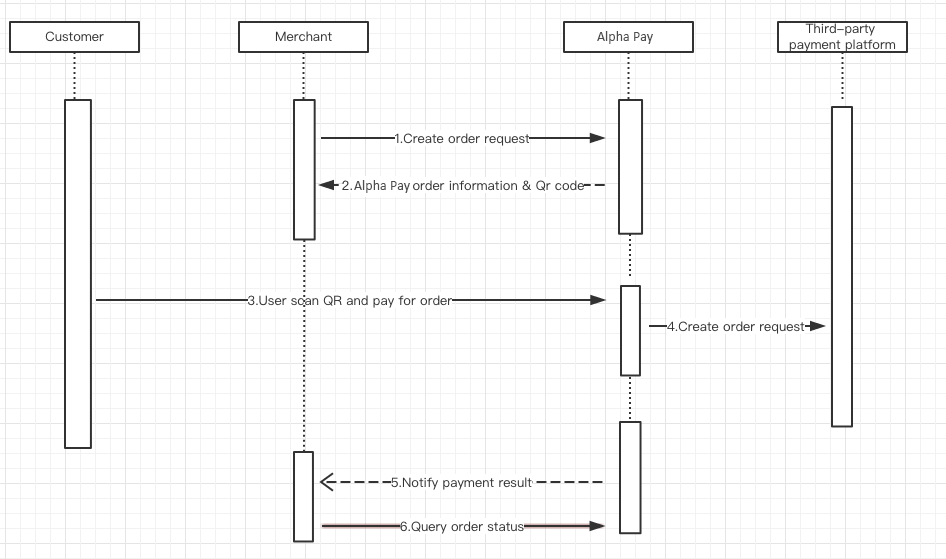 Customer
Merchant
Alpha Pay
Third-party
payment platform
1.Create order request
2.Alpha Pay order information & Qr code
3.User scan QR and pay for order
4.Create order request
5.Notify payment result
6.Query order status